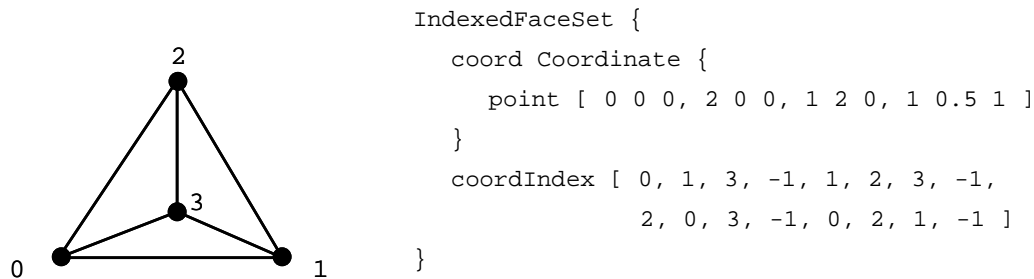 2
3
0
1
IndexedFaceSet {
coord Coordinate {
point [ 0 0 0, 2 0 0, 1 2 0, 1 0.5 1 ]
}
coordIndex [ 0, 1, 3, -1, 1, 2, 3, -1,
2, 0, 3, -1, 0, 2, 1, -1 ]
}